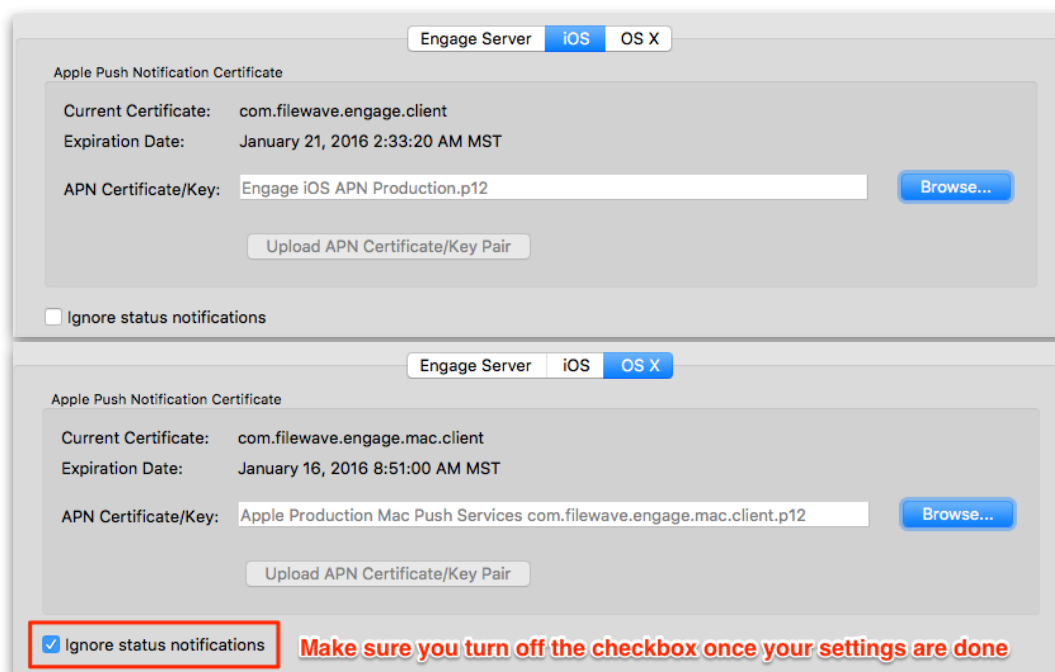 Engage Server iOS OS X
Apple Push Notification Certificate
Current Certificate: com.filewave.engage.client
Expiration Date: January 21, 2016 2:33:20 AM MST
APN Certificate/Key: Engage iOS APN Production.p12 Browse...
Upload APN Certificate/Key Pair
Ignore status notifications
Engage Server iOS OS X
Apple Push Notification Certificate
Current Certificate: com.filewave.engage.mac.client
Expiration Date: January 16, 2016 8:51:00 AM MST
APN Certificate/Key: Apple Production Mac Push Services com.filewave.engage.mac.client.p12 Browse...
Upload APN Certificate/Key Pair
Ignore status notifications Make sure you turn off the checkbox once your settings are done